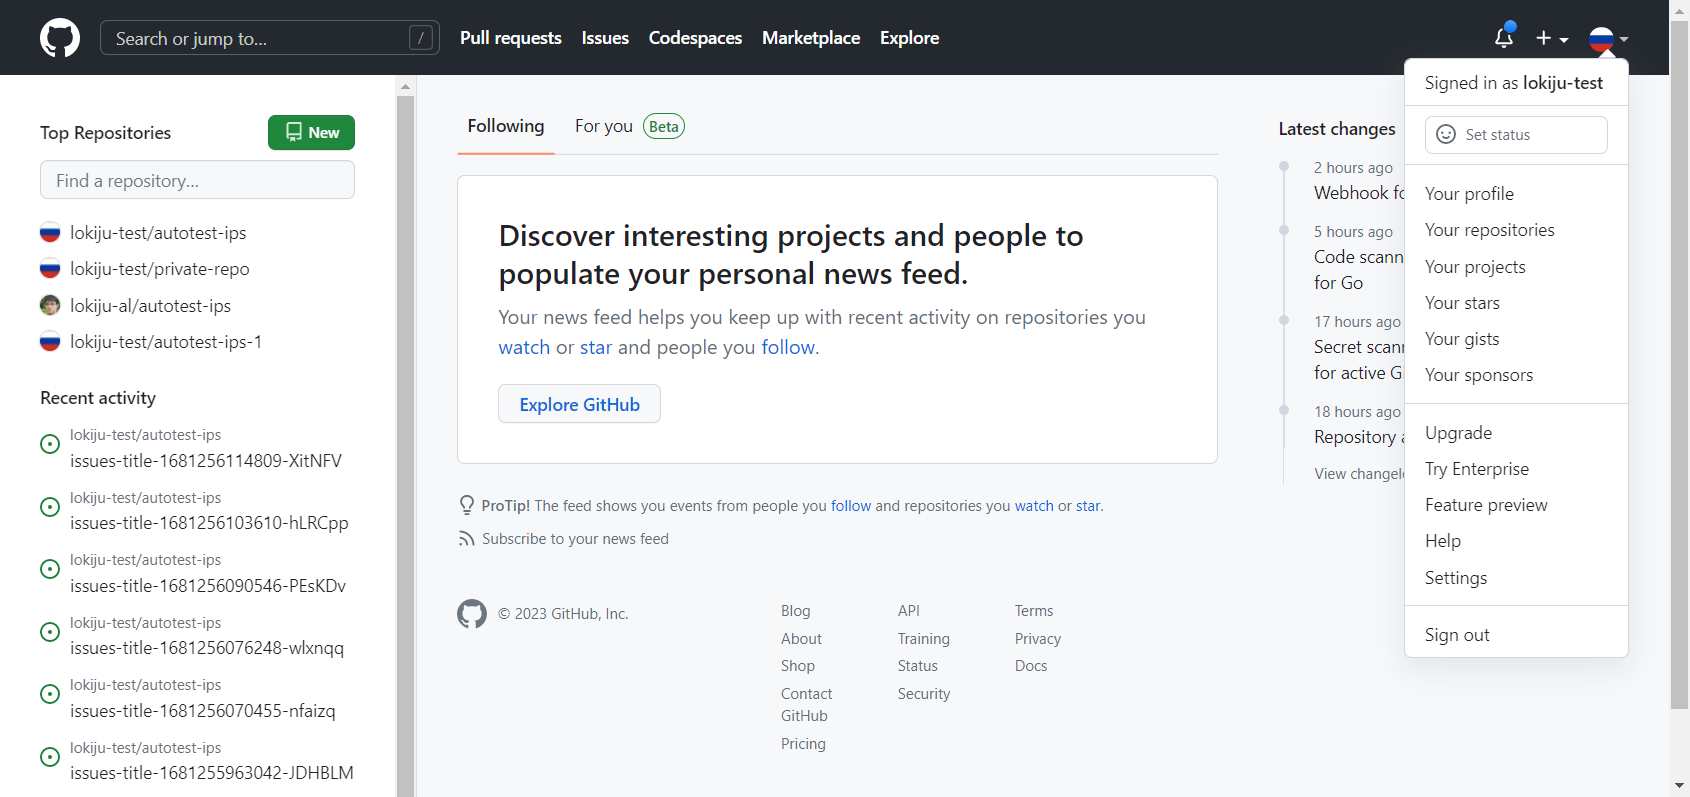 Search or jump to... /
Pull requests
Issues
Codespaces
Marketplace
Explore
Top Repositories
New
Find a repository...
lokiju-test/autotest-ips
lokiju-test/private-repo
lokiju-al/autotest-ips
lokiju-test/autotest-ips-1
Recent activity
lokiju-test/autotest-ips
issues-title-1681256114809-XitNFV
lokiju-test/autotest-ips
issues-title-1681256103610-hLRCpp
lokiju-test/autotest-ips
issues-title-1681256090546-PEsKDv
lokiju-test/autotest-ips
issues-title-1681256076248-wlxnqq
lokiju-test/autotest-ips
issues-title-1681256070455-nfaizq
lokiju-test/autotest-ips
issues-title-1681255963042-JDHBLM
Following
For you Beta
Discover interesting projects and people to
populate your personal news feed.
Your news feed helps you keep up with recent activity on repositories you
watch or star and people you follow.
Explore GitHub
ProTip! The feed shows you events from people you follow and repositories you watch or star.
Subscribe to your news feed
© 2023 GitHub, Inc.
Blog
About
Shop
Contact
GitHub
Pricing
API
Training
Status
Security
Terms
Privacy
Docs
Latest changes
2 hours ago
Webhook
5 hours ago
Code
for Go
17 hours ago
Secret
for active
18 hours ago
Repository
View
Signed in as lokiju-test
Set status
Your profile
Your repositories
Your projects
Your stars
Your gists
Your sponsors
Upgrade
Try Enterprise
Feature preview
Help
Settings
Sign out